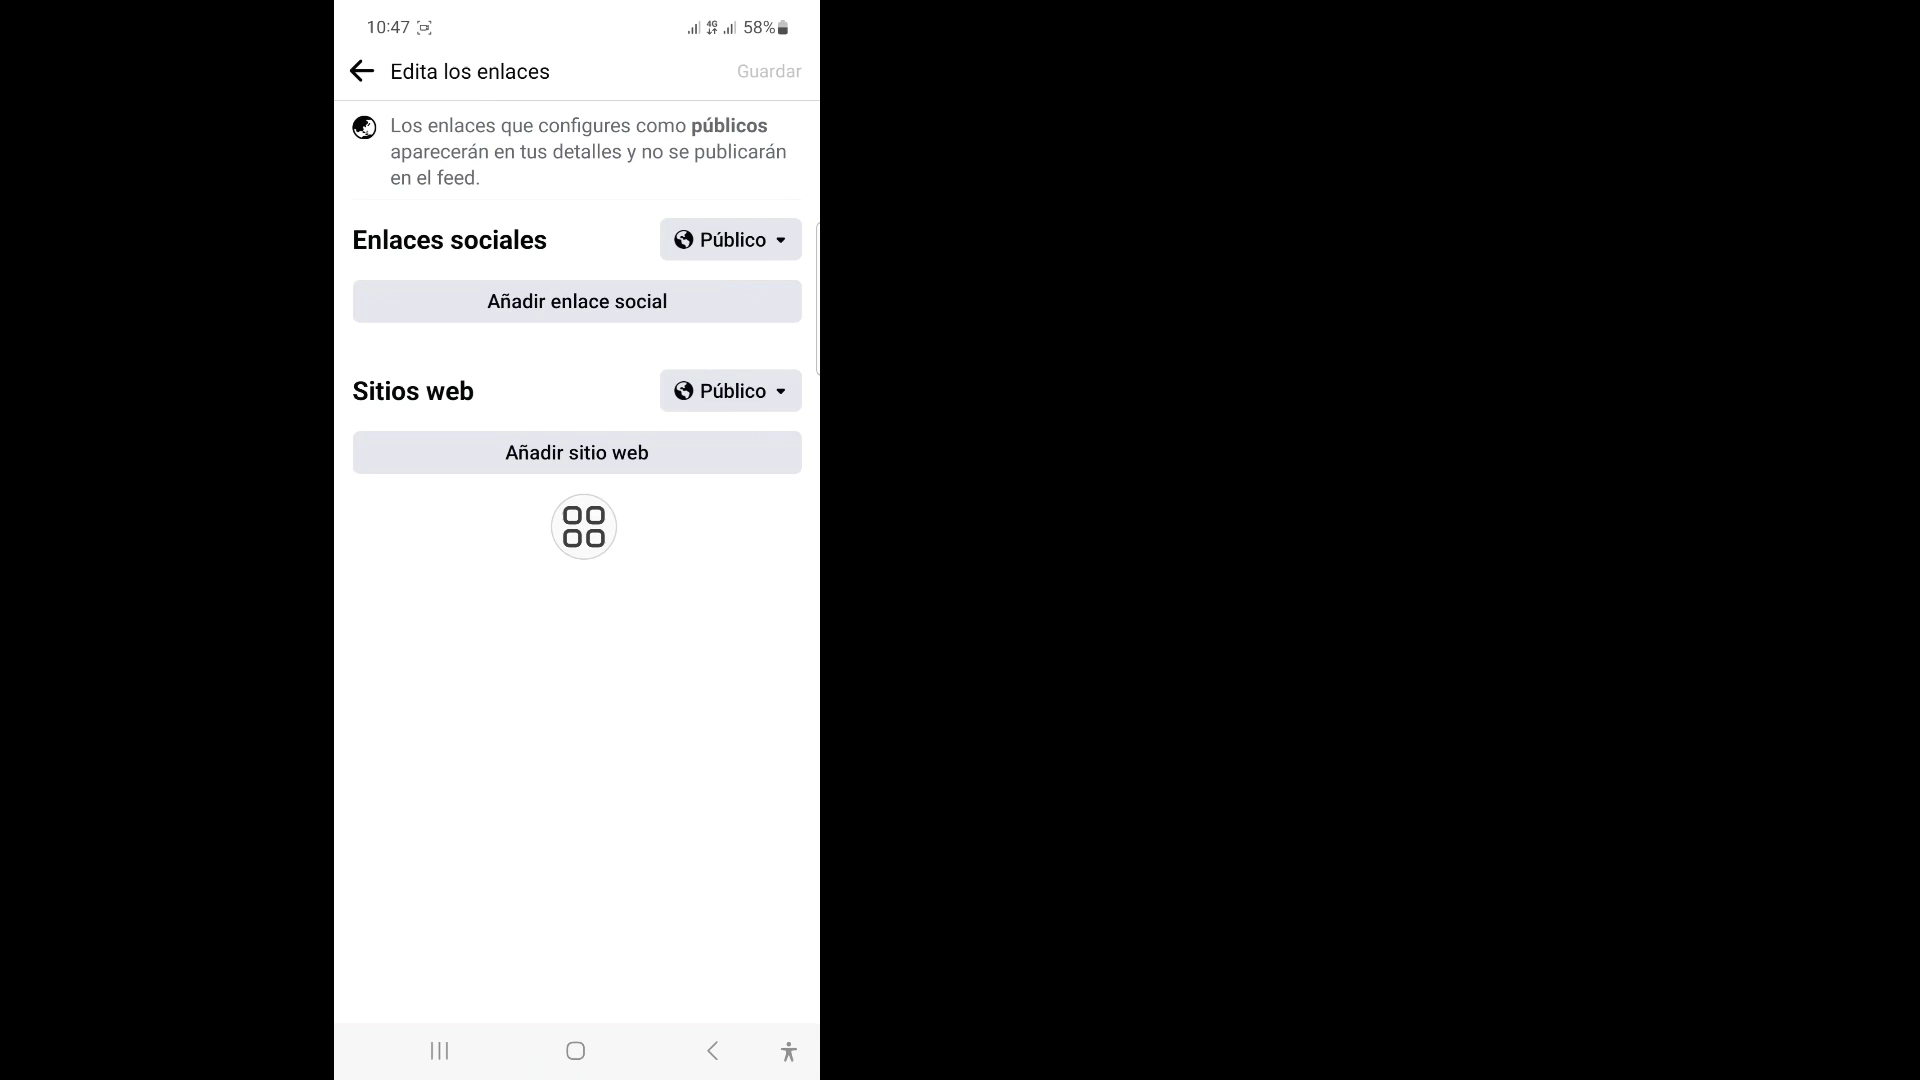 10:47 4G 58%
Edita los enlaces Guardar
Los enlaces que configures como públicos
aparecerán en tus detalles y no se publicarán
en el feed.
Enlaces sociales Público
Añadir enlace social
Sitios web Público
Añadir sitio web